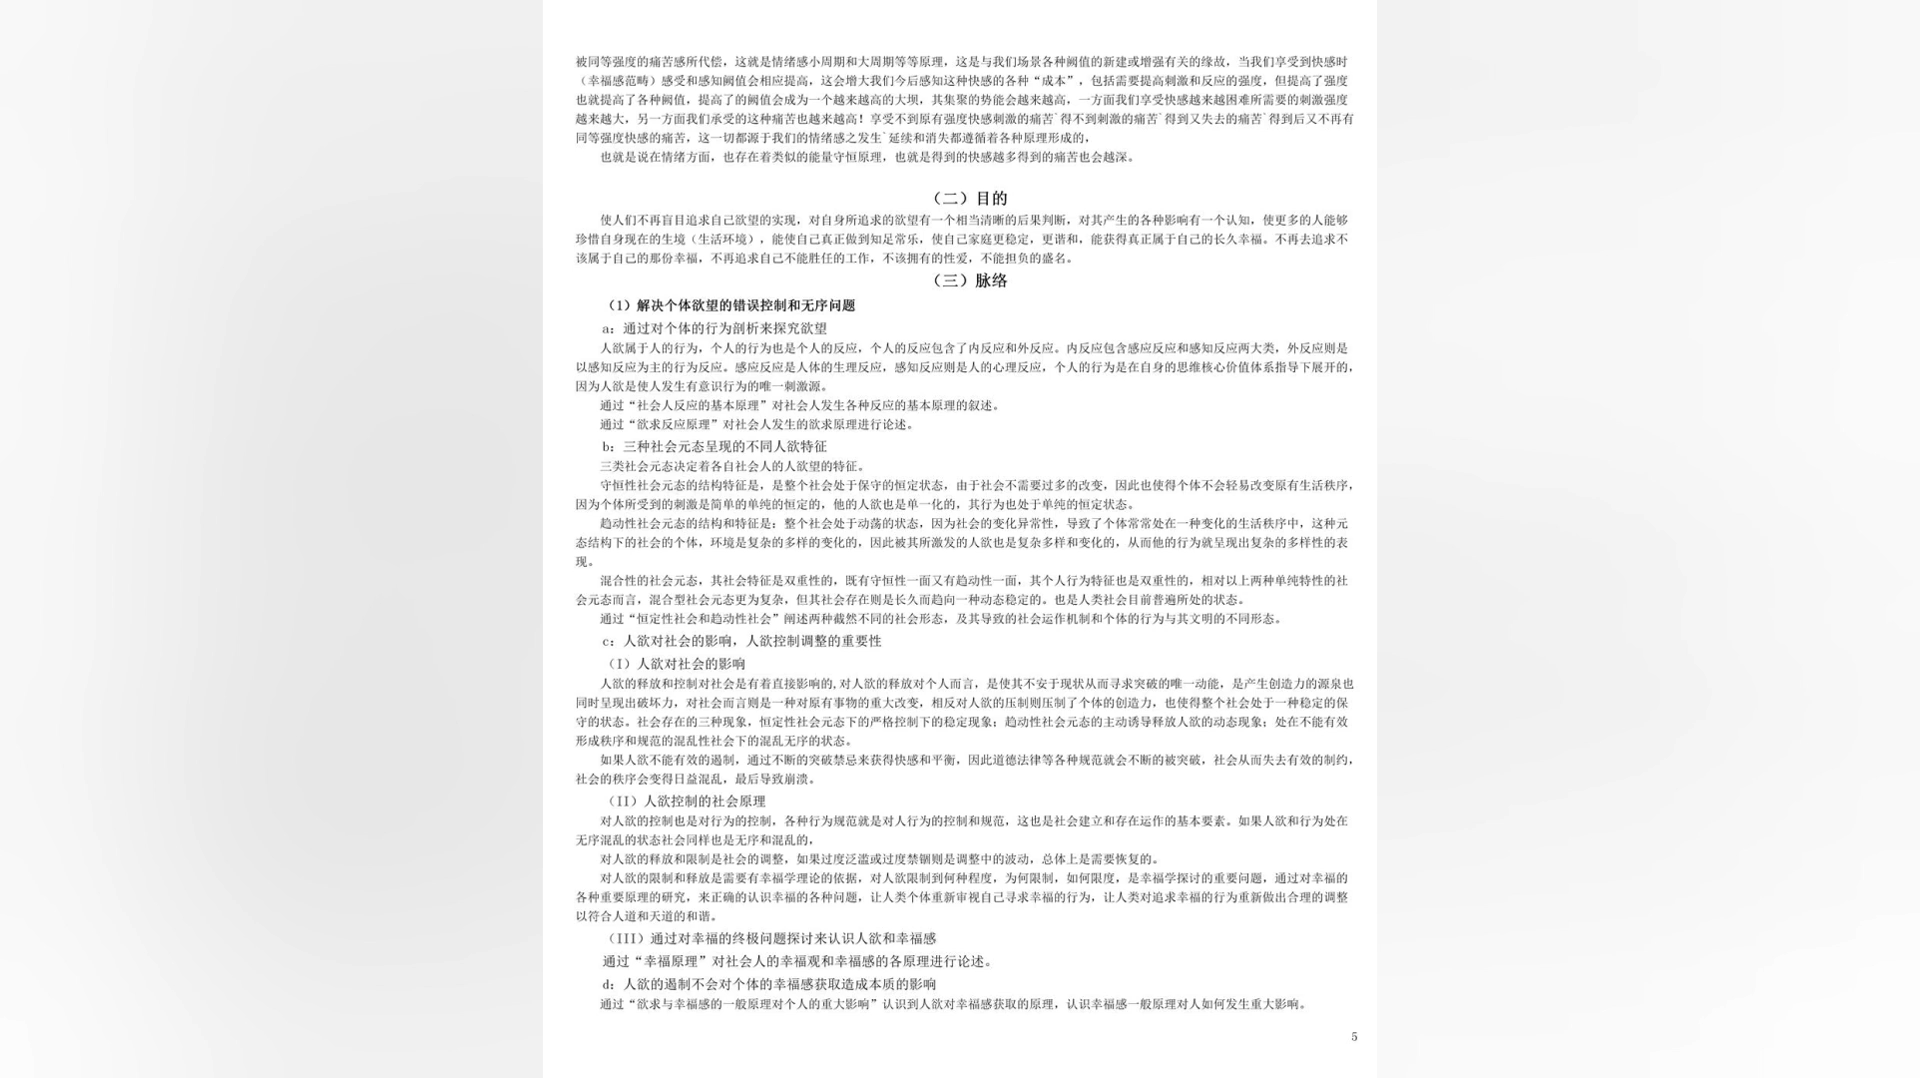 被同等强度的痛苦感所代偿，这就是情绪感小周期和大周期等等原理，这是与我们场景各种阙值的新建或增强有关的缘故，当我们享受到快感时
（幸福感范畴）感受和感知阙值会相应提高，这会增大我们今后感知这种快感的各种“成本”，包括需要提高刺激和反应的强度，但提高了强度
也就提高了各种阙值，提高了的阙值会成为一个越来越高的大坝，其集聚的势能会越来越高，一方面我们享受快感越来越困难所需要的刺激强度
越来越大，另一方面我们承受的这种痛苦也越来越高！享受不到原有强度快感刺激的痛苦`得不到刺激的痛苦`得到又失去的痛苦`得到后又不再有
同等强度快感的痛苦，这一切都源于我们的情绪感之发生`延续和消失都遵循着各种原理形成的，
也就是说在情绪方面，也存在着类似的能量守恒原理，也就是得到的快感越多得到的痛苦也会越深。
（二）目的
使人们不再盲目追求自己欲望的实现，对自身所追求的欲望有一个相当清晰的后果判断，对其产生的各种影响有一个认知，使更多的人能够
珍惜自身现在的生境（生活环境），能使自己真正做到知足常乐，使自己家庭更稳定，更谐和，能获得真正属于自己的长久幸福。不再去追求不
该属于自己的那份幸福，不再追求自己不能胜任的工作，不该拥有的性爱，不能担负的盛名。
（三）脉络
（1）解决个体欲望的错误控制和无序问题
a：通过对个体的行为剖析来探究欲望
人欲属于人的行为，个人的行为也是个人的反应，个人的反应包含了内反应和外反应。内反应包含感应反应和感知反应两大类，外反应则是
以感知反应为主的行为反应。感应反应是人体的生理反应，感知反应则是人的心理反应，个人的行为是在自身的思维核心价值体系指导下展开的，
因为人欲是使人发生有意识行为的唯一刺激源。
通过“社会人反应的基本原理”对社会人发生各种反应的基本原理的叙述。
通过“欲求反应原理”对社会人发生的欲求原理进行论述。
b：三种社会元态呈现的不同人欲特征
三类社会元态决定着各自社会人的人欲望的特征。
守恒性社会元态的结构特征是，是整个社会处于保守的恒定状态，由于社会不需要过多的改变，因此也使得个体不会轻易改变原有生活秩序，
因为个体所受到的刺激是简单的单纯的恒定的，他的人欲也是单一化的，其行为也处于单纯的恒定状态。
趋动性社会元态的结构和特征是：整个社会处于动荡的状态，因为社会的变化异常性，导致了个体常常处在一种变化的生活秩序中，这种元
态结构下的社会的个体，环境是复杂的多样的变化的，因此被其所激发的人欲也是复杂多样和变化的，从而他的行为就呈现出复杂的多样性的表
现。
混合性的社会元态，其社会特征是双重性的，既有守恒性一面又有趋动性一面，其个人行为特征也是双重性的，相对以上两种单纯特性的社
会元态而言，混合型社会元态更为复杂，但其社会存在则是长久而趋向一种动态稳定的。也是人类社会目前普遍所处的状态。
通过“恒定性社会和趋动性社会”阐述两种截然不同的社会形态，及其导致的社会运作机制和个体的行为与其文明的不同形态。
c：人欲对社会的影响，人欲控制调整的重要性
（I）人欲对社会的影响
人欲的释放和控制对社会是有着直接影响的,对人欲的释放对个人而言，是使其不安于现状从而寻求突破的唯一动能，是产生创造力的源泉也
同时呈现出破坏力，对社会而言则是一种对原有事物的重大改变，相反对人欲的压制则压制了个体的创造力，也使得整个社会处于一种稳定的保
守的状态。社会存在的三种现象，恒定性社会元态下的严格控制下的稳定现象；趋动性社会元态的主动诱导释放人欲的动态现象；处在不能有效
形成秩序和规范的混乱性社会下的混乱无序的状态。
如果人欲不能有效的遏制，通过不断的突破禁忌来获得快感和平衡，因此道德法律等各种规范就会不断的被突破，社会从而失去有效的制约，
社会的秩序会变得日益混乱，最后导致崩溃。
（II）人欲控制的社会原理
对人欲的控制也是对行为的控制，各种行为规范就是对人行为的控制和规范，这也是社会建立和存在运作的基本要素。如果人欲和行为处在
无序混乱的状态社会同样也是无序和混乱的，
对人欲的释放和限制是社会的调整，如果过度泛滥或过度禁锢则是调整中的波动，总体上是需要恢复的。
对人欲的限制和释放是需要有幸福学理论的依据，对人欲限制到何种程度，为何限制，如何限度，是幸福学探讨的重要问题，通过对幸福的
各种重要原理的研究，来正确的认识幸福的各种问题，让人类个体重新审视自己寻求幸福的行为，让人类对追求幸福的行为重新做出合理的调整
以符合人道和天道的和谐。
（III）通过对幸福的终极问题探讨来认识人欲和幸福感
通过“幸福原理”对社会人的幸福观和幸福感的各原理进行论述。
d：人欲的遏制不会对个体的幸福感获取造成本质的影响
通过“欲求与幸福感的一般原理对个人的重大影响”认识到人欲对幸福感获取的原理，认识幸福感一般原理对人如何发生重大影响。
5